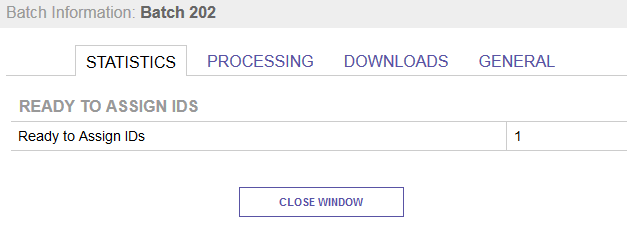 Batch Information: Batch 202
STATISTICS PROCESSING DOWNLOADS GENERAL
READY TO ASSIGN IDS
Ready to Assign IDs 1
CLOSE WINDOW